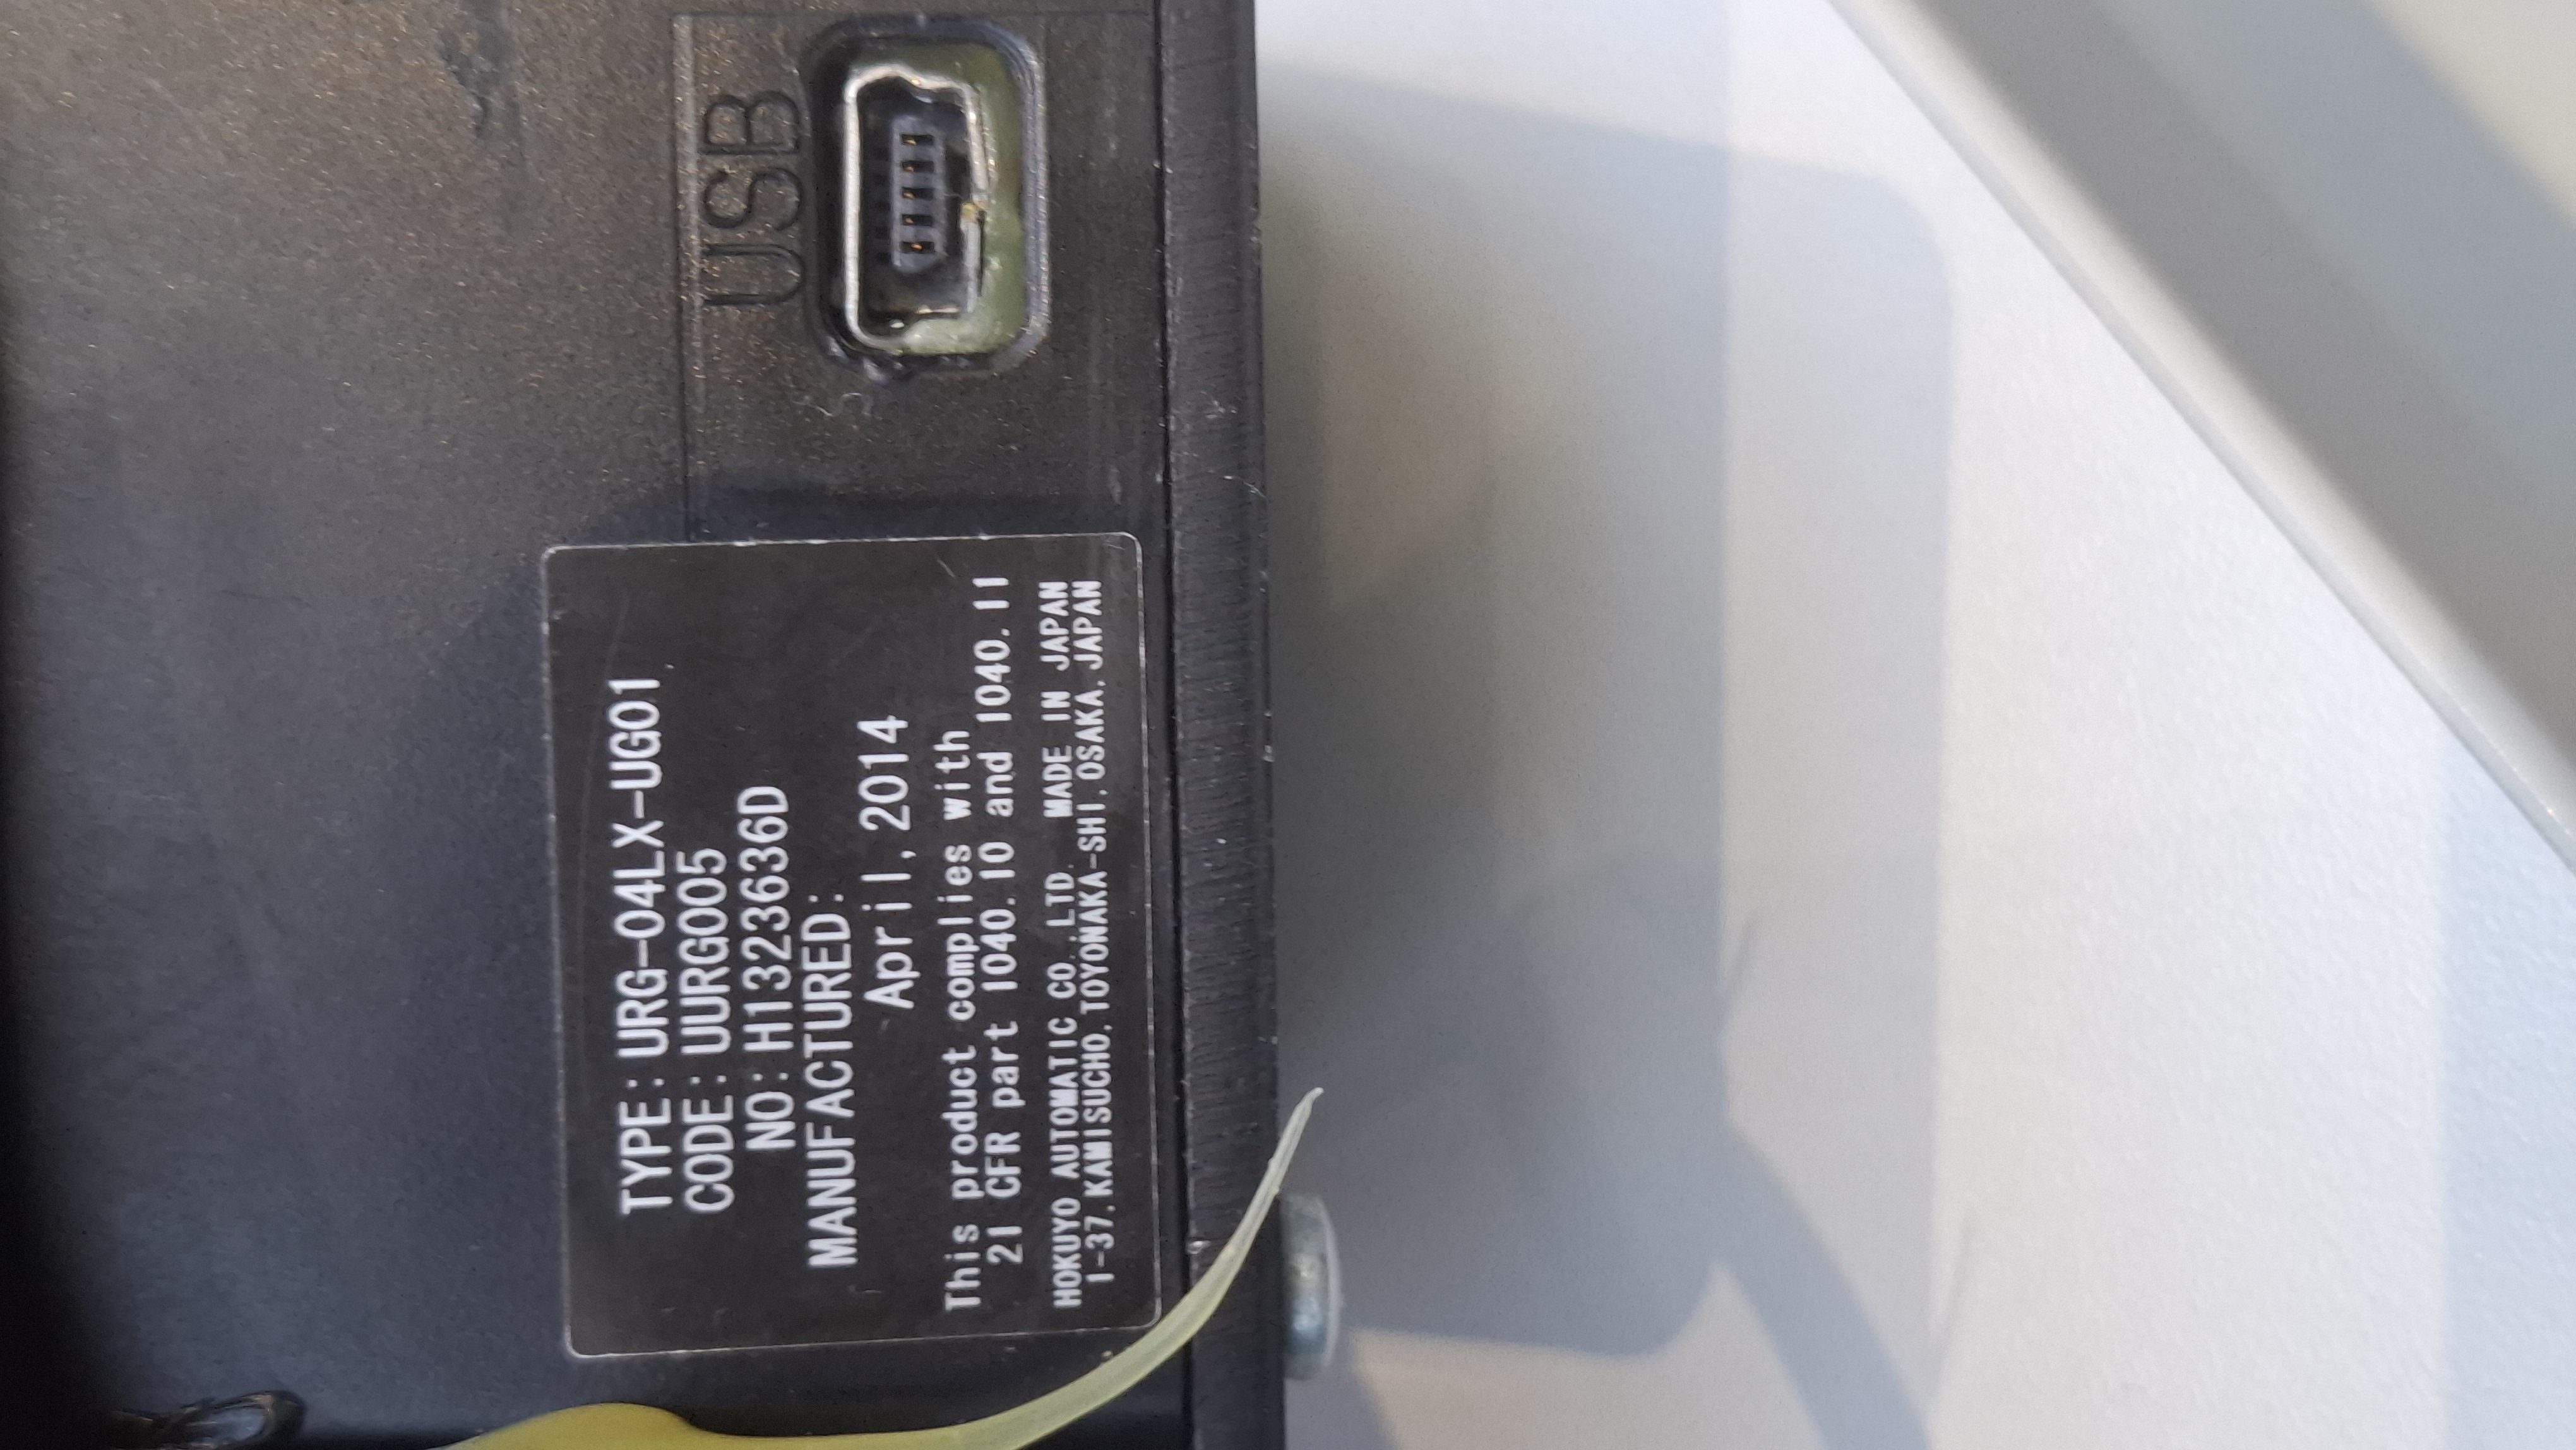 TYPE: URG-04LX-UG01
CODE: UURG005
NO: H1323636D
MANUFACTURED:
April, 2014
This product complies with
21 CFR part 1040.10 and 1040.11
HOKUYO AUTOMATIC CO.,LTD. MADE IN JAPAN
1-37, KAMISUCHO, TOYONAKA-SHI, OSAKA, JAPAN
USB